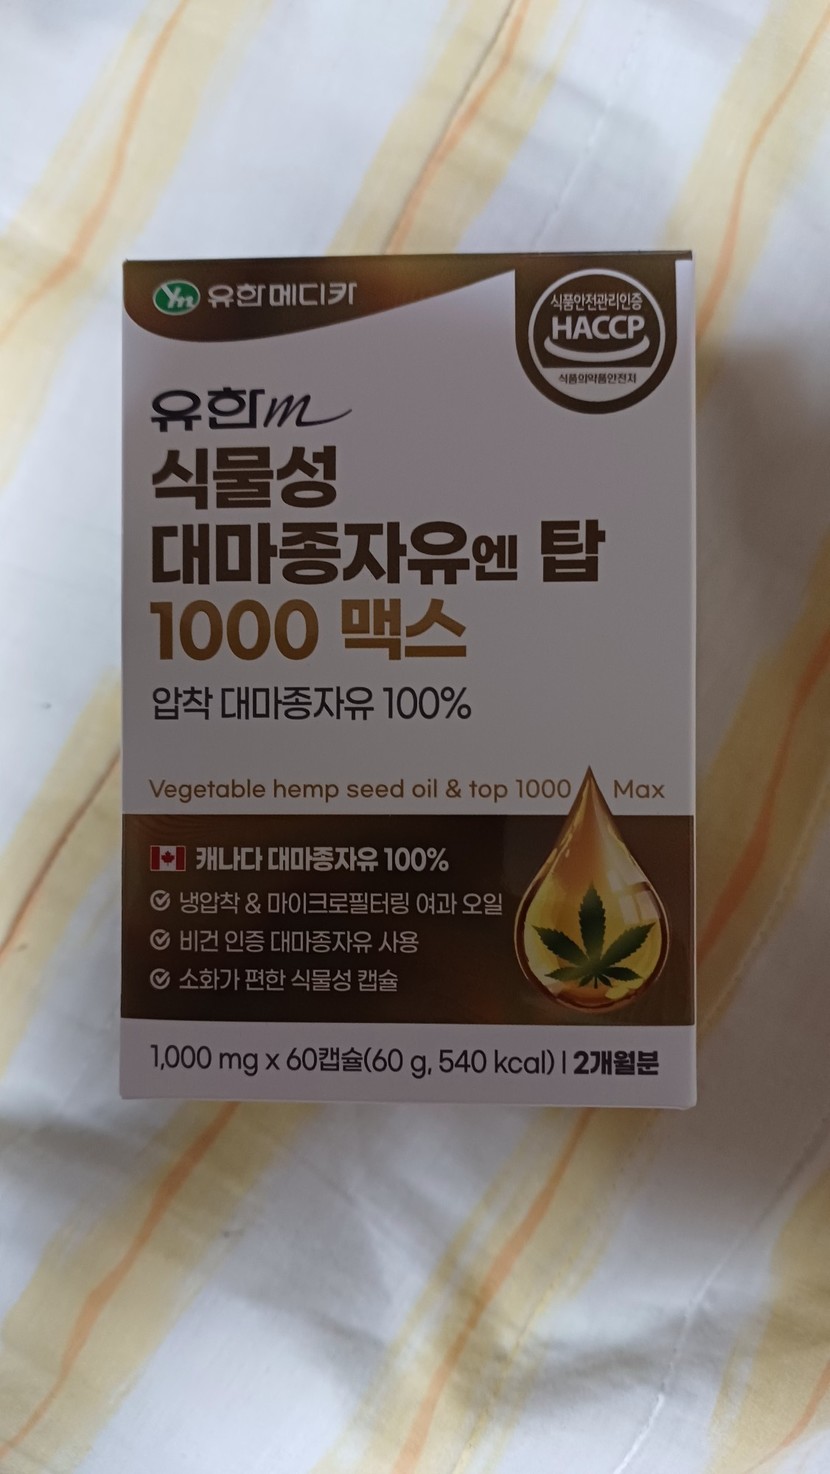 Ym 유한메디카
식품안전관리인증
HACCP
식품의약품안전처
유한m
식물성
대마종자유엔 탑
1000 맥스
압착 대마종자유 100%
Vegetable hemp seed oil & top 1000 Max
캐나다 대마종자유 100%
냉압착 & 마이크로필터링 여과 오일
비건 인증 대마종자유 사용
소화가 편한 식물성 캡슐
1,000 mg x 60캡슐(60 g, 540 kcal) | 2개월분